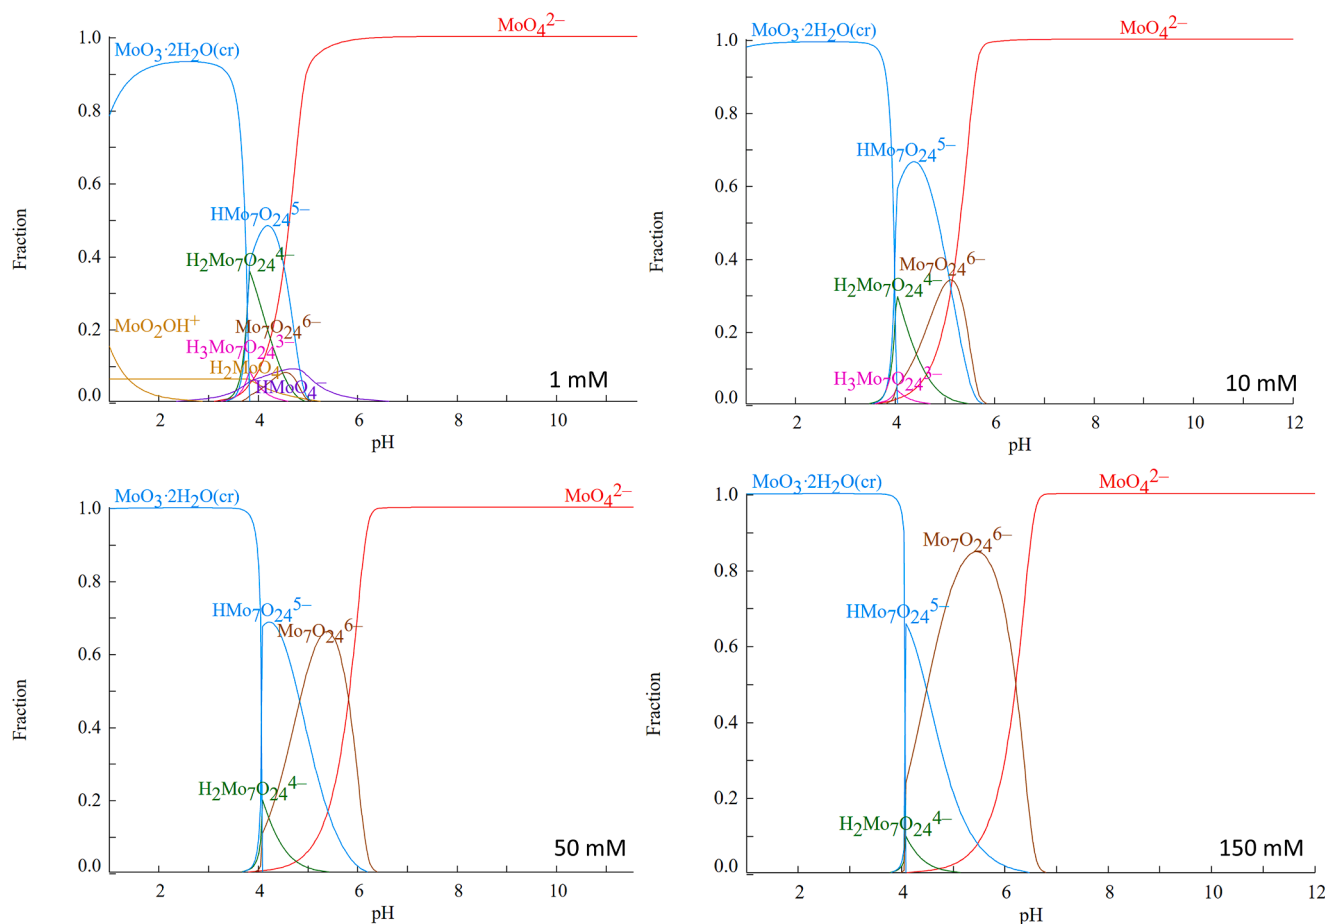 MoO₄²⁻
1.0
MoO₃·2H₂O(cr)
0.8
0.6
HMo₇O₂₄⁵⁻
H₂Mo₇O₂₄⁴⁻
0.4
Mo₇O₂₄⁶⁻
MoO₂OH⁺
H₃Mo₇O₂₄³⁻
0.2
H₂MoO₄
HMoO₄⁻
0.0
1 mM
2 4 6 8 10
pH
Fraction
MoO₄²⁻
1.0
MoO₃·2H₂O(cr)
0.8
HMo₇O₂₄⁵⁻
0.6
0.4
Mo₇O₂₄⁶⁻
H₂Mo₇O₂₄⁴⁻
0.2
H₃Mo₇O₂₄³⁻
0.0
10 mM
2 4 6 8 10 12
pH
Fraction
MoO₃·2H₂O(cr)
MoO₄²⁻
1.0
0.8
HMo₇O₂₄⁵⁻
Mo₇O₂₄⁶⁻
0.6
0.4
H₂Mo₇O₂₄⁴⁻
0.2
0.0
50 mM
2 4 6 8 10
pH
Fraction
MoO₃·2H₂O(cr)
MoO₄²⁻
1.0
Mo₇O₂₄⁶⁻
0.8
HMo₇O₂₄⁵⁻
0.6
0.4
0.2
H₂Mo₇O₂₄⁴⁻
0.0
150 mM
2 4 6 8 10 12
pH
Fraction